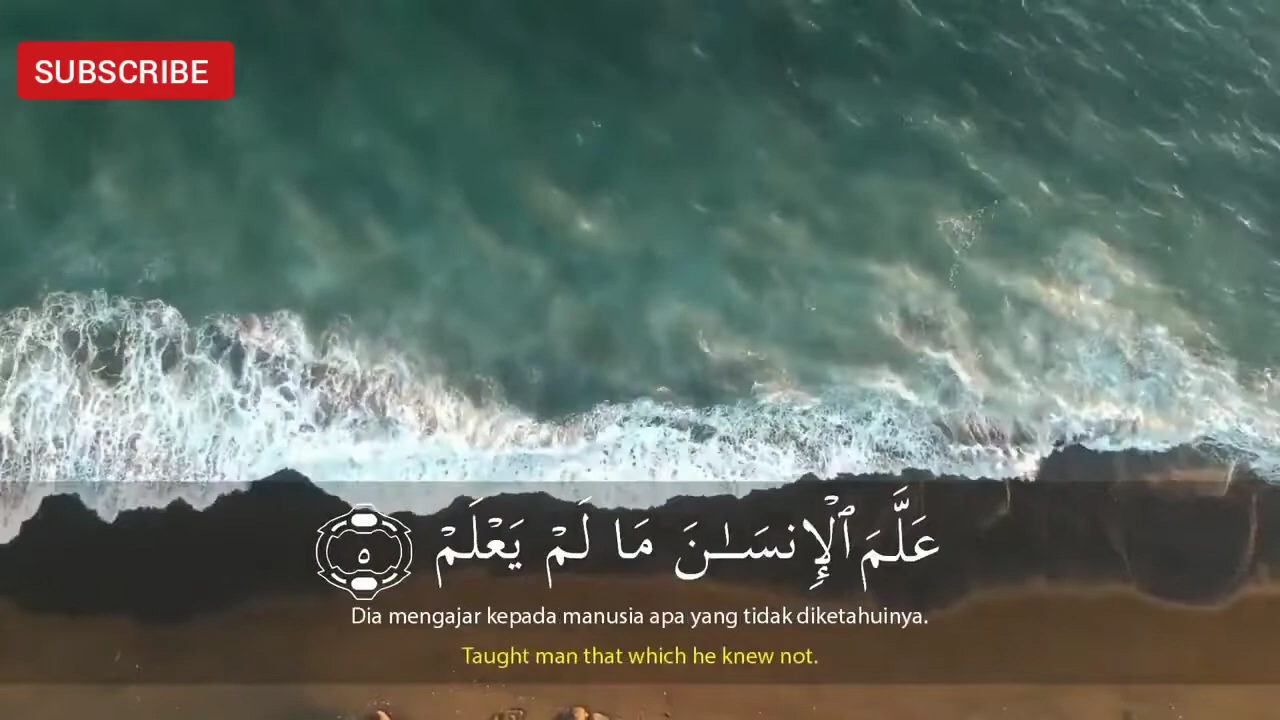 SUBSCRIBE
عَلَّمَ ٱلْإِنسَـٰنَ مَا لَمْ يَعْلَمْ ٥
Dia mengajar kepada manusia apa yang tidak diketahuinya.
Taught man that which he knew not.